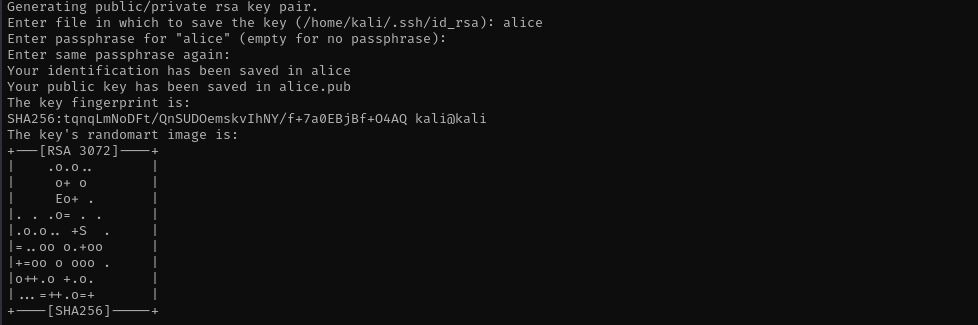 Generating public/private rsa key pair.
Enter file in which to save the key (/home/kali/.ssh/id_rsa): alice
Enter passphrase for "alice" (empty for no passphrase):
Enter same passphrase again:
Your identification has been saved in alice
Your public key has been saved in alice.pub
The key fingerprint is:
SHA256:tqnqLmNoDFt/QnSUDOemskvIhNY/f+7a0EBjBf+O4AQ kali@kali
The key's randomart image is:
+---[RSA 3072]----+
|    .o.o..       |
|     o+ o        |
|     Eo+ .       |
|. . .o= . .      |
|.o.o.. +S  .     |
|=..oo o.+oo      |
|+=oo o ooo .     |
|o++.o +.o.       |
|...=++.o=+       |
+----[SHA256]-----+